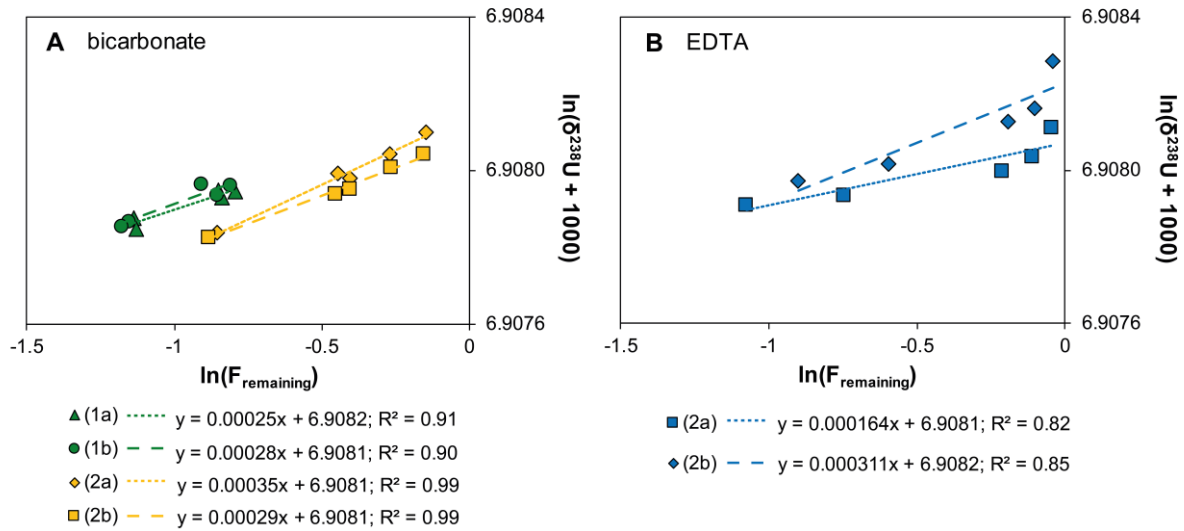 A bicarbonate
6.9084
6.9080
6.9076
ln(δ²³⁸U + 1000)
-1.5
-1
-0.5
0
ln(Fremaining)
(1a) y = 0.00025x + 6.9082; R² = 0.91
(1b) y = 0.00028x + 6.9081; R² = 0.90
(2a) y = 0.00035x + 6.9081; R² = 0.99
(2b) y = 0.00029x + 6.9081; R² = 0.99
B EDTA
6.9084
6.9080
6.9076
ln(δ²³⁸U + 1000)
-1.5
-1
-0.5
0
ln(Fremaining)
(2a) y = 0.000164x + 6.9081; R² = 0.82
(2b) y = 0.000311x + 6.9082; R² = 0.85